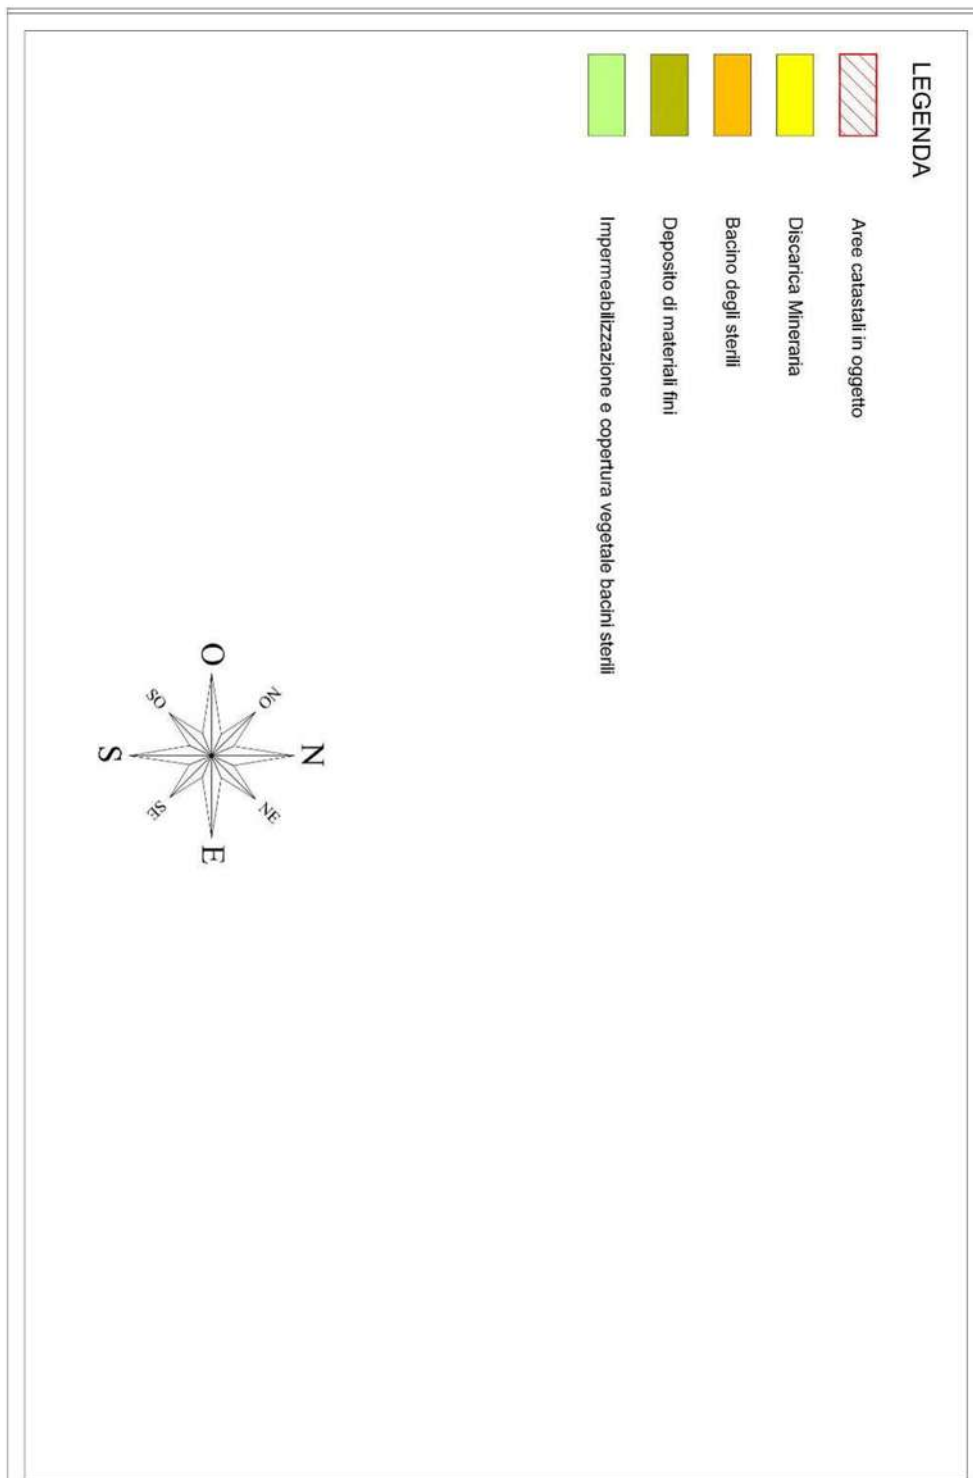 LEGENDA
Aree catastali in oggetto
Discarica Mineraria
Bacino degli sterili
Deposito di materiali fini
Impermeabilizzazione e copertura vegetale bacini sterili
N
NO
NE
O
E
SO
SE
S